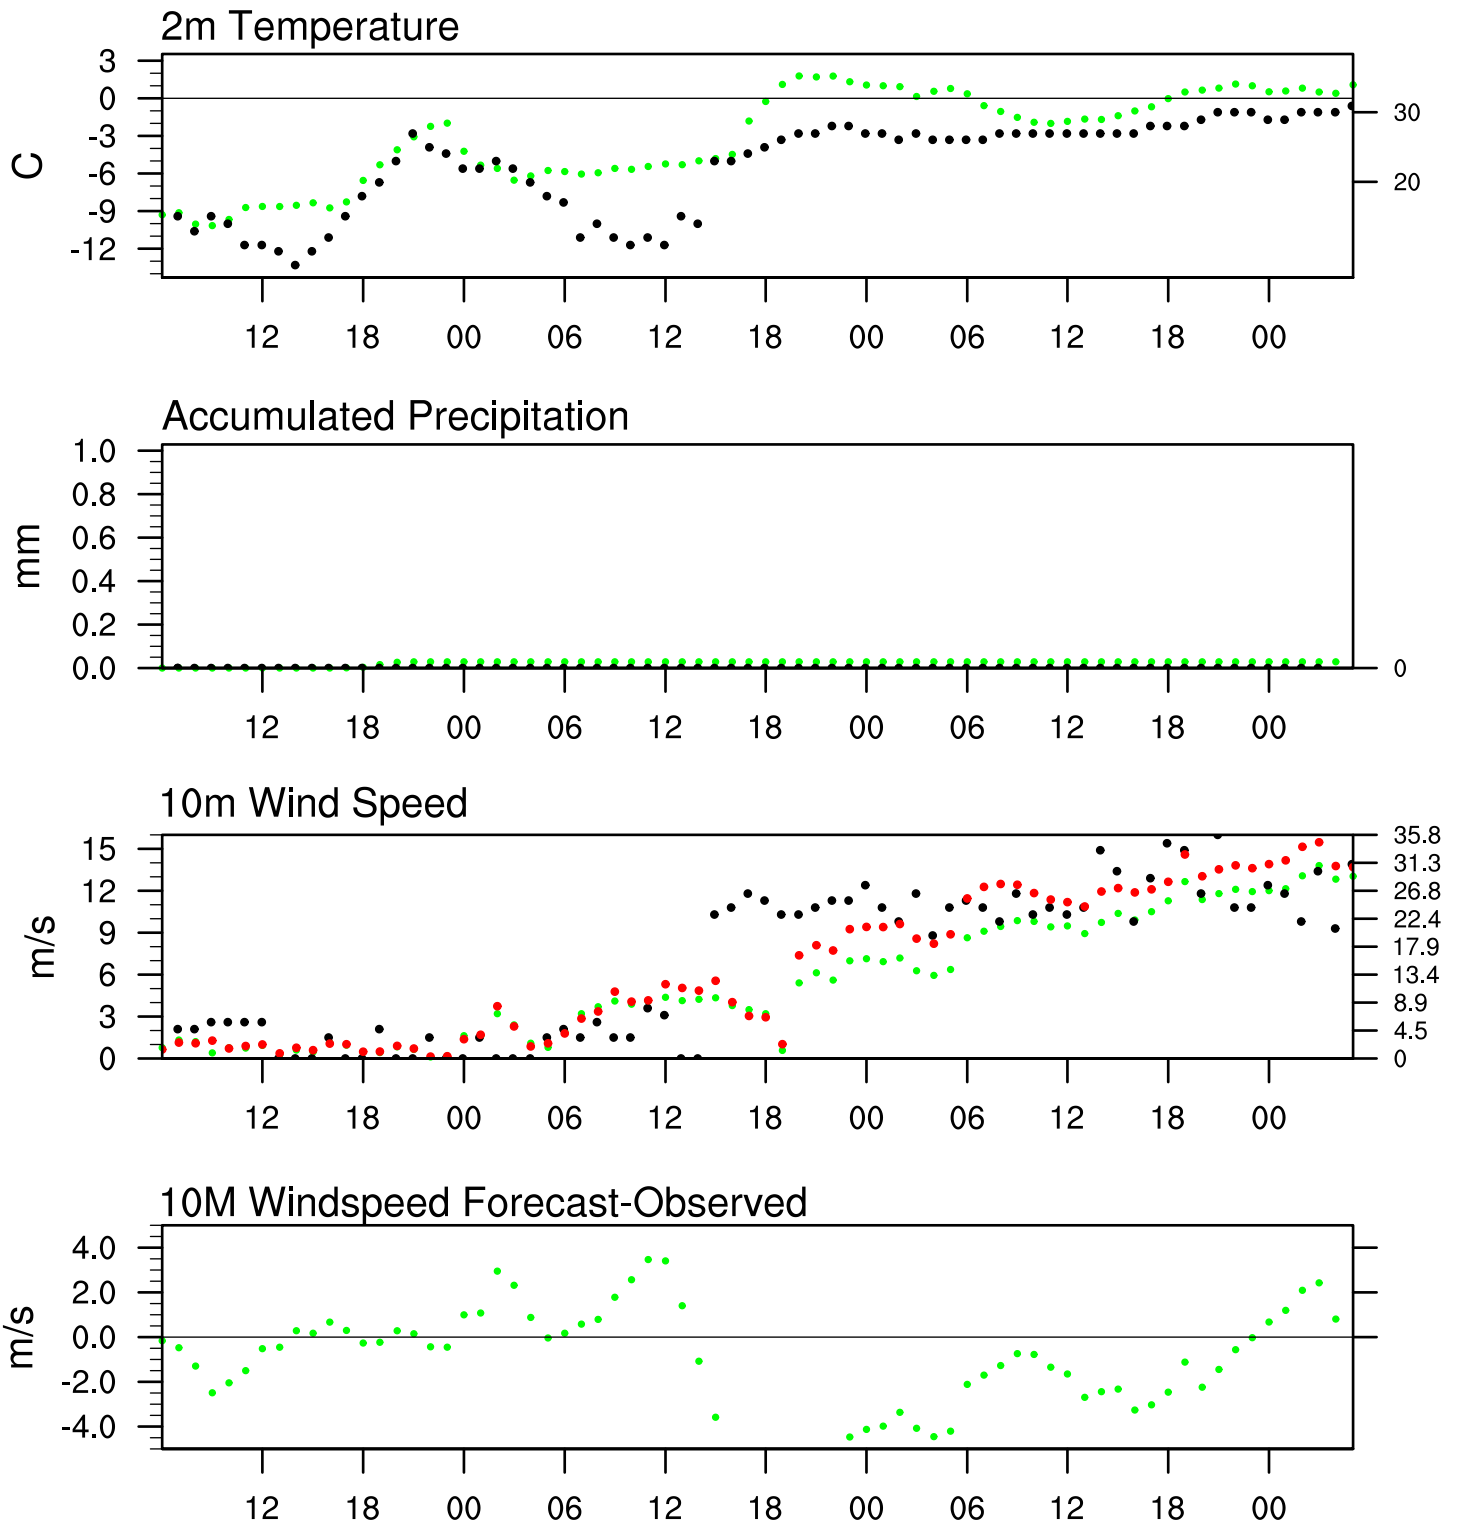 2m Temperature
3
0
-3
-6
-9
-12
C
30
20
12 18 00 06 12 18 00 06 12 18 00
Accumulated Precipitation
1.0
0.8
0.6
0.4
0.2
0.0
mm
0
12 18 00 06 12 18 00 06 12 18 00
10m Wind Speed
15
12
9
6
3
0
m/s
35.8
31.3
26.8
22.4
17.9
13.4
8.9
4.5
0
12 18 00 06 12 18 00 06 12 18 00
10M Windspeed Forecast-Observed
4.0
2.0
0.0
-2.0
-4.0
m/s
12 18 00 06 12 18 00 06 12 18 00